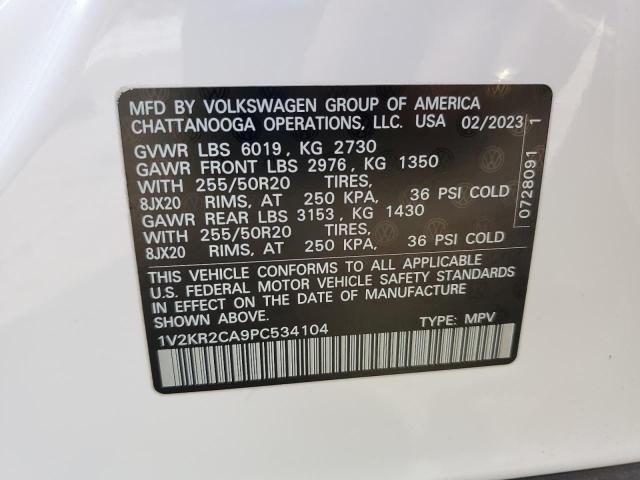 MFD BY VOLKSWAGEN GROUP OF AMERICA
CHATTANOOGA OPERATIONS, LLC. USA 02/2023
GVWR LBS 6019, KG 2730
GAWR FRONT LBS 2976, KG 1350
WITH 255/50R20 TIRES,
8JX20 RIMS, AT 250 KPA, 36 PSI COLD
GAWR REAR LBS 3153, KG 1430
WITH 255/50R20 TIRES,
8JX20 RIMS, AT 250 KPA, 36 PSI COLD
THIS VEHICLE CONFORMS TO ALL APPLICABLE
U.S. FEDERAL MOTOR VEHICLE SAFETY STANDARDS
IN EFFECT ON THE DATE OF MANUFACTURE
SHOWN ABOVE.
1V2KR2CA9PC534104 TYPE: MPV
0728091 1